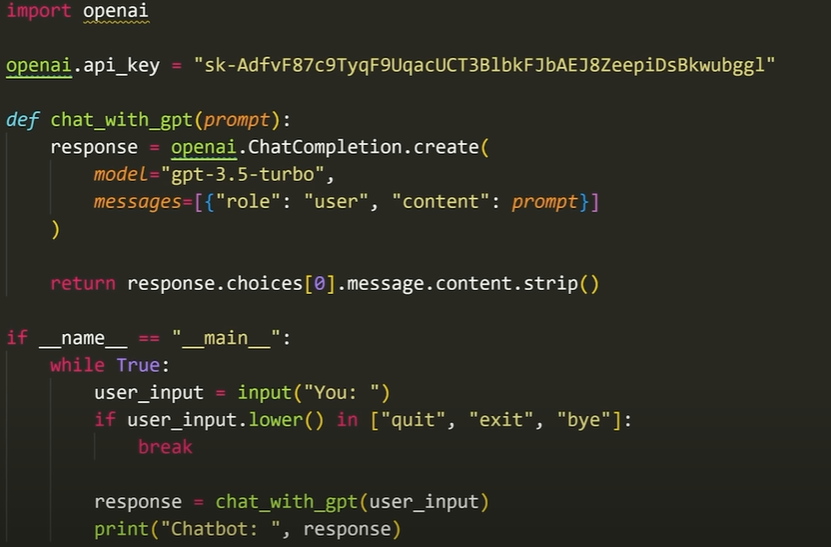 import openai
openai.api_key = "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"
def chat_with_gpt(prompt):
    response = openai.ChatCompletion.create(
        model="gpt-3.5-turbo",
        messages=[{"role": "user", "content": prompt}]
    )
    return response.choices[0].message.content.strip()
if __name__ == "__main__":
    while True:
        user_input = input("You: ")
        if user_input.lower() in ["quit", "exit", "bye"]:
            break
        response = chat_with_gpt(user_input)
        print("Chatbot: ", response)